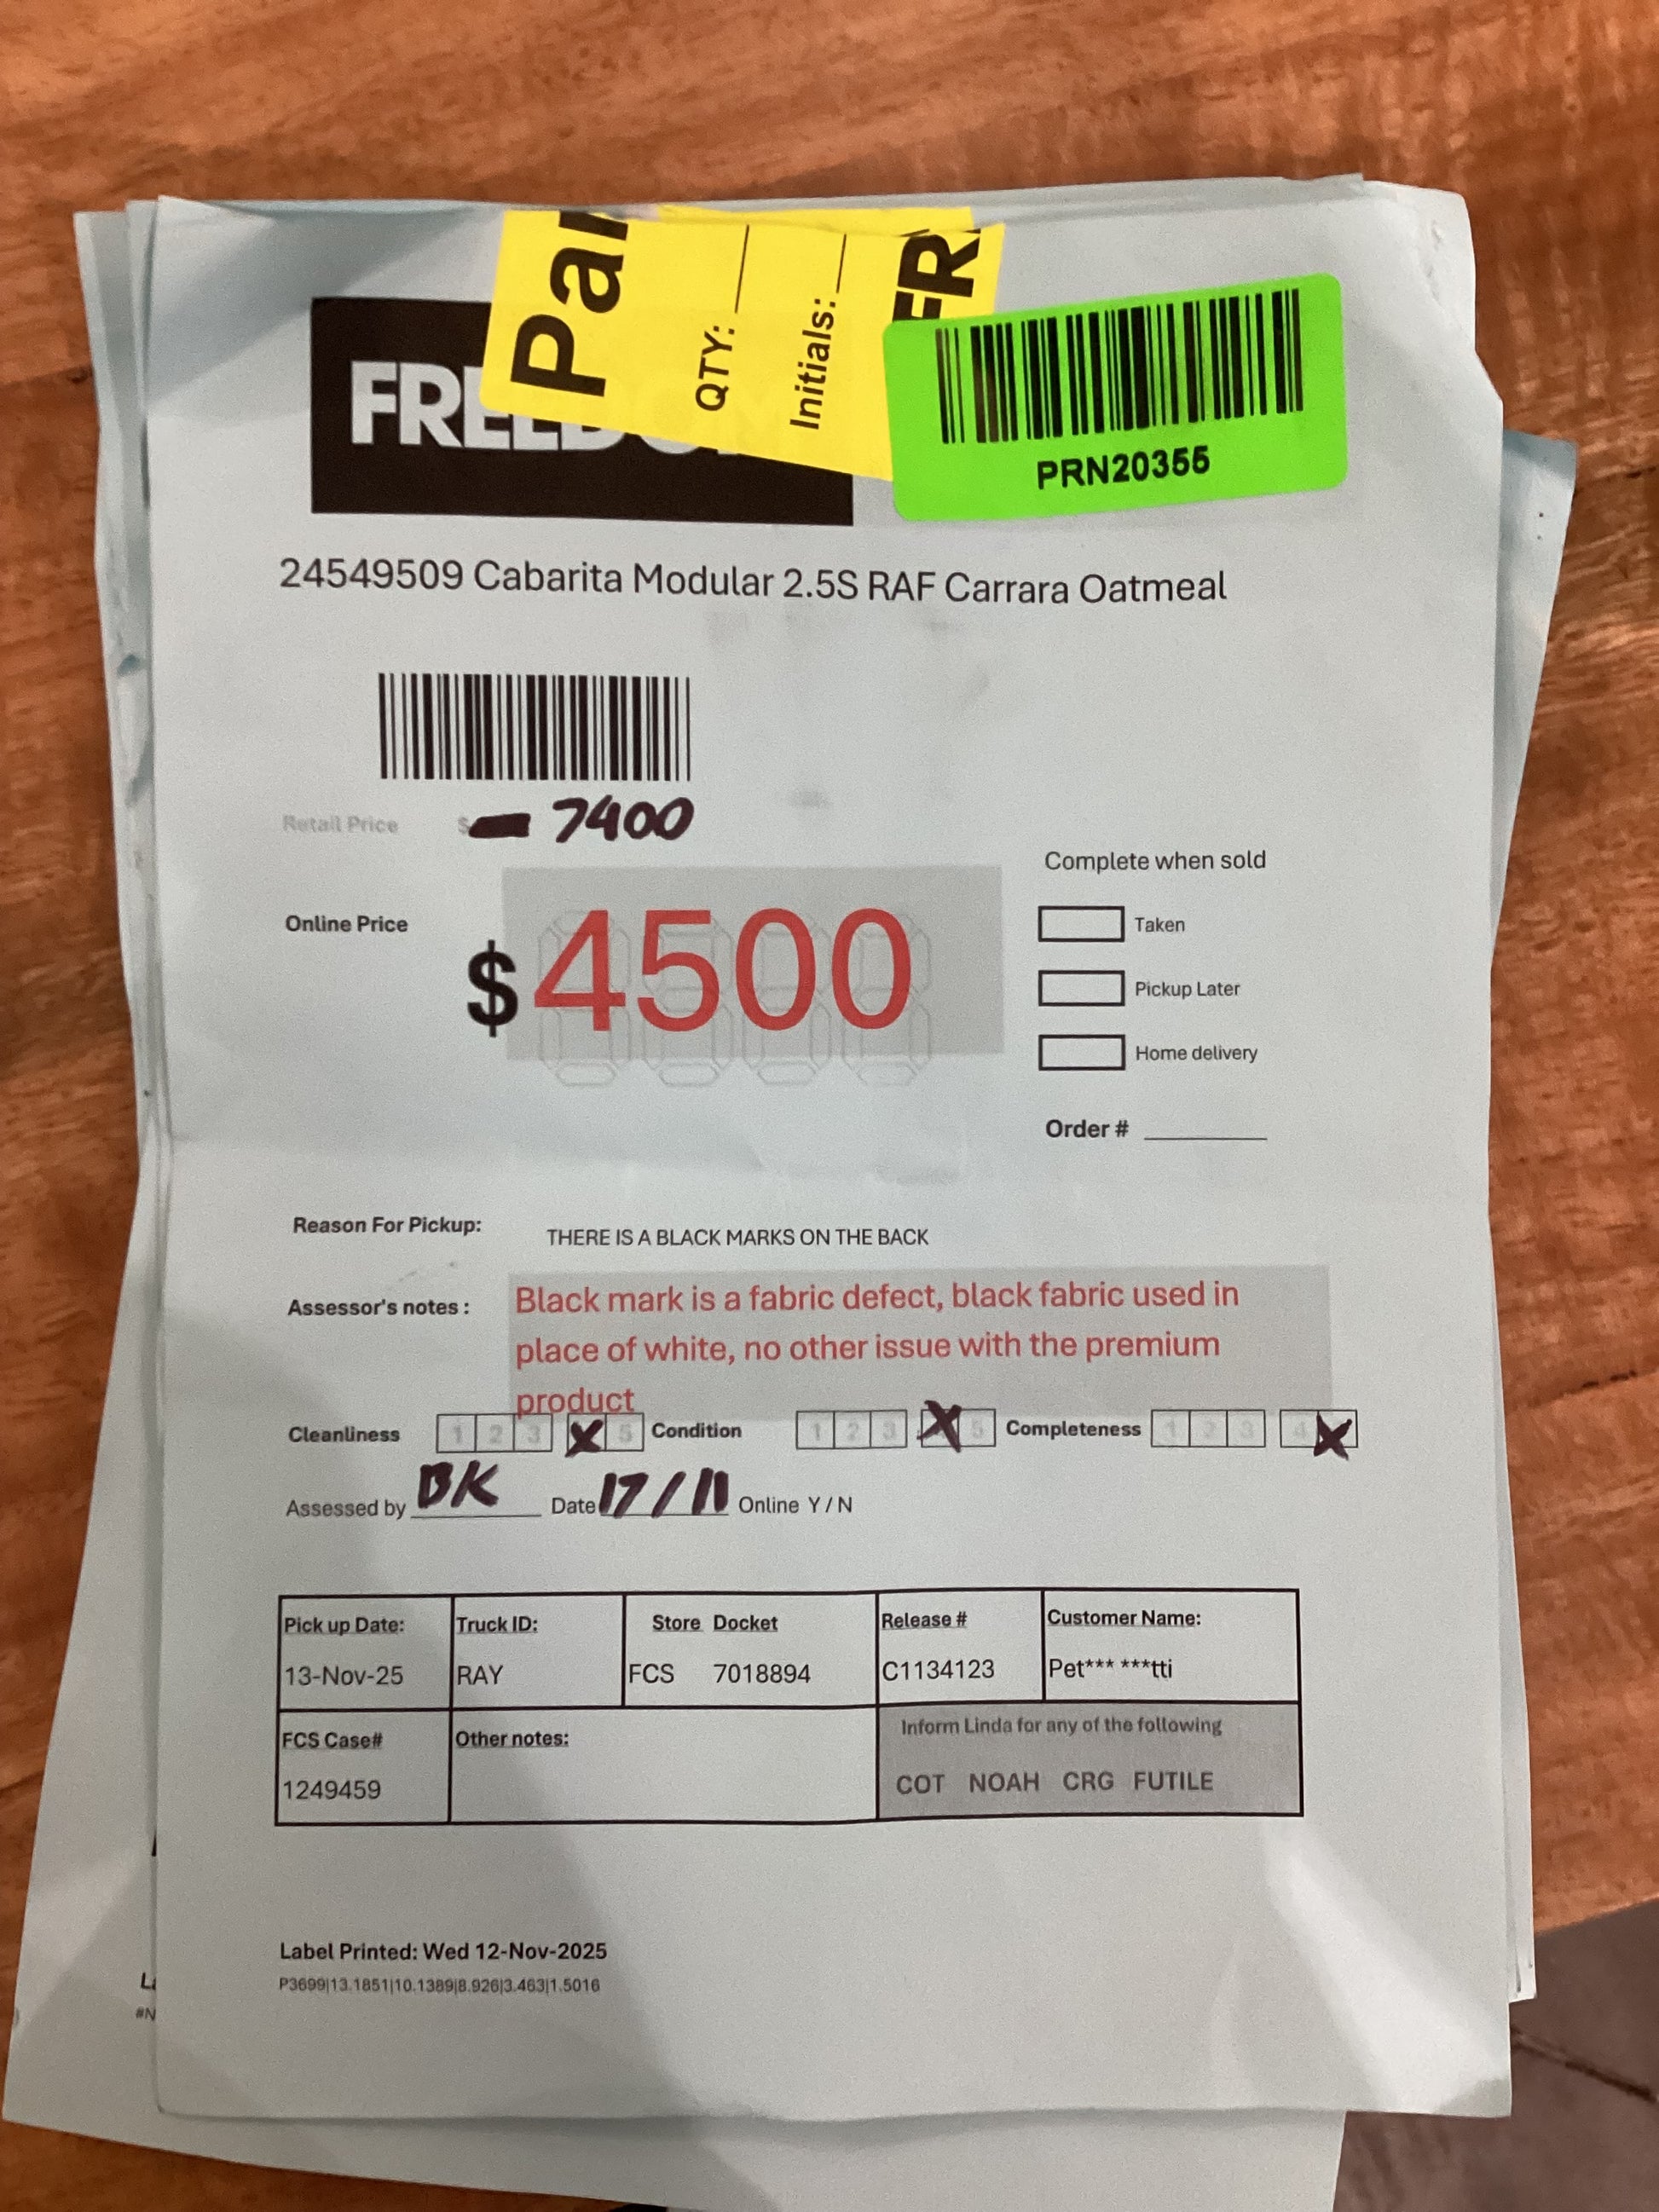 QTY:
Initials:
PRN20355
24549509 Cabarita Modular 2.5S RAF Carrara Oatmeal
Retail Price $ 7400
Complete when sold
Online Price $4500
Taken
Pickup Later
Home delivery
Order #
Reason For Pickup: THERE IS A BLACK MARKS ON THE BACK
Assessor's notes : Black mark is a fabric defect, black fabric used in
place of white, no other issue with the premium
product
Cleanliness 1 2 3 X 5 Condition 1 2 3 X 5 Completeness 1 2 3 4 X
Assessed by BK Date 17/11 Online Y / N
Pick up Date: Truck ID: Store Docket Release # Customer Name:
13-Nov-25 RAY FCS 7018894 C1134123 Pet*** ***tti
FCS Case# Other notes: Inform Linda for any of the following
1249459 COT NOAH CRG FUTILE
Label Printed: Wed 12-Nov-2025
P3699|13.1851|10.1389|8.926|3.463|1.5016